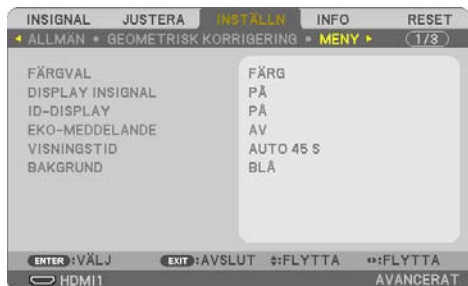 INSIGNAL JUSTERA INSTÄLLN INFO RESET
ALLMÄN • GEOMETRISK KORRIGERING • MENY 1/3
FÄRGVAL FÄRG
DISPLAY INSIGNAL PÅ
ID-DISPLAY PÅ
EKO-MEDDELANDE AV
VISNINGSTID AUTO 45 S
BAKGRUND BLÅ
ENTER:VÄLJ EXIT:AVSLUT :FLYTTA :FLYTTA
HDMI1 AVANCERAT